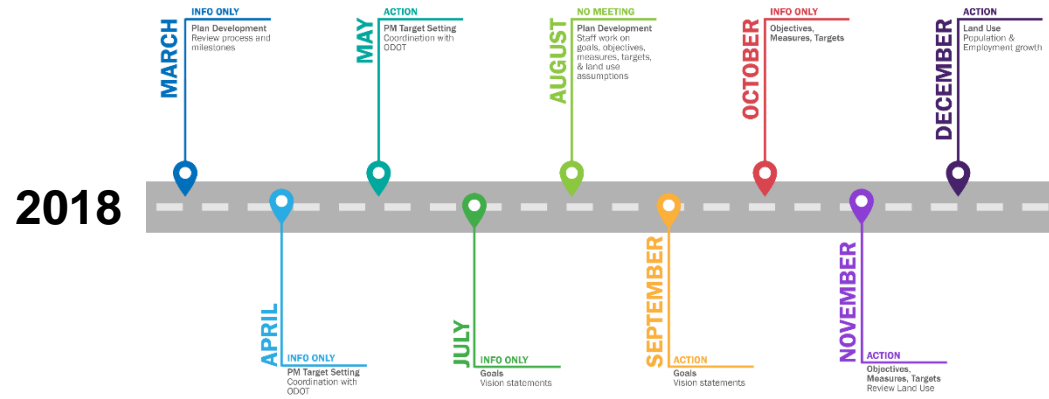 2018
MARCH
INFO ONLY
Plan Development
Review process and
milestones
APRIL
INFO ONLY
PM Target Setting
Coordination with
ODOT
MAY
ACTION
PM Target Setting
Coordination with
ODOT
JULY
INFO ONLY
Goals
Vision statements
AUGUST
NO MEETING
Plan Development
Staff work on
goals, objectives,
measures, targets,
& land use
assumptions
SEPTEMBER
ACTION
Goals
Vision statements
OCTOBER
INFO ONLY
Objectives,
Measures, Targets
NOVEMBER
ACTION
Objectives,
Measures, Targets
Review Land Use
DECEMBER
ACTION
Land Use
Population &
Employment growth